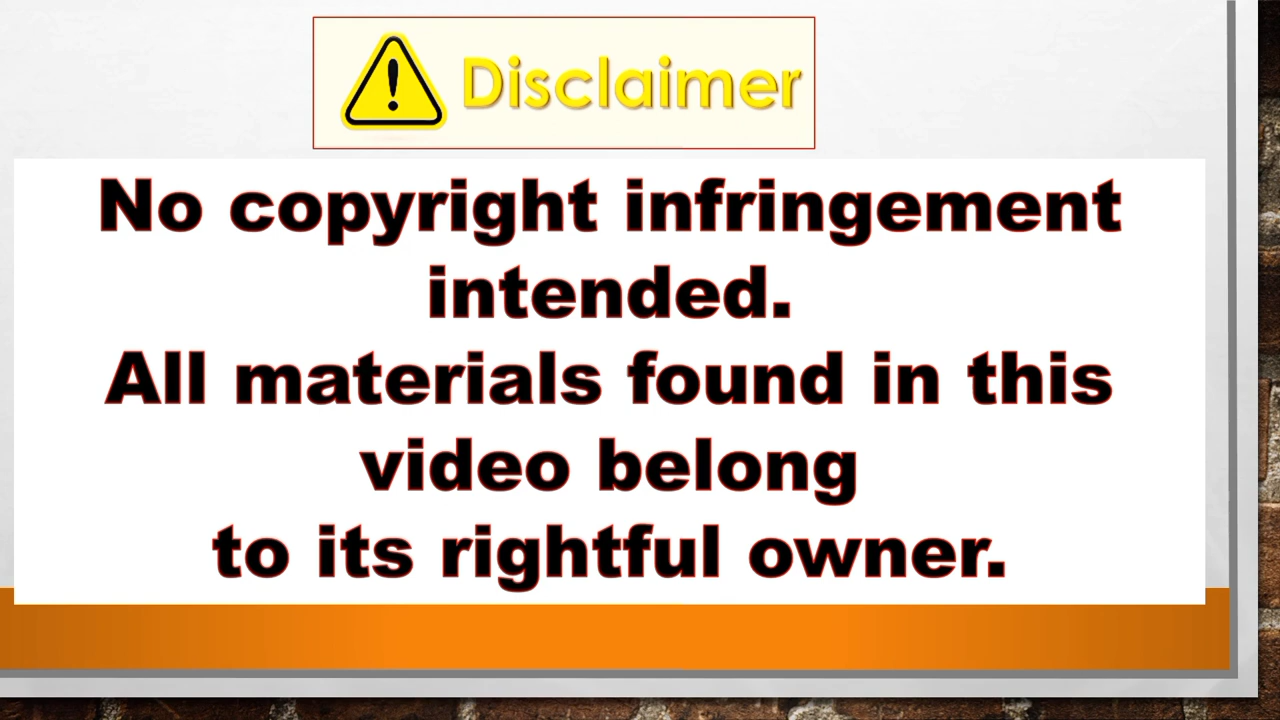 Disclaimer
No copyright infringement
intended.
All materials found in this
video belong
to its rightful owner.